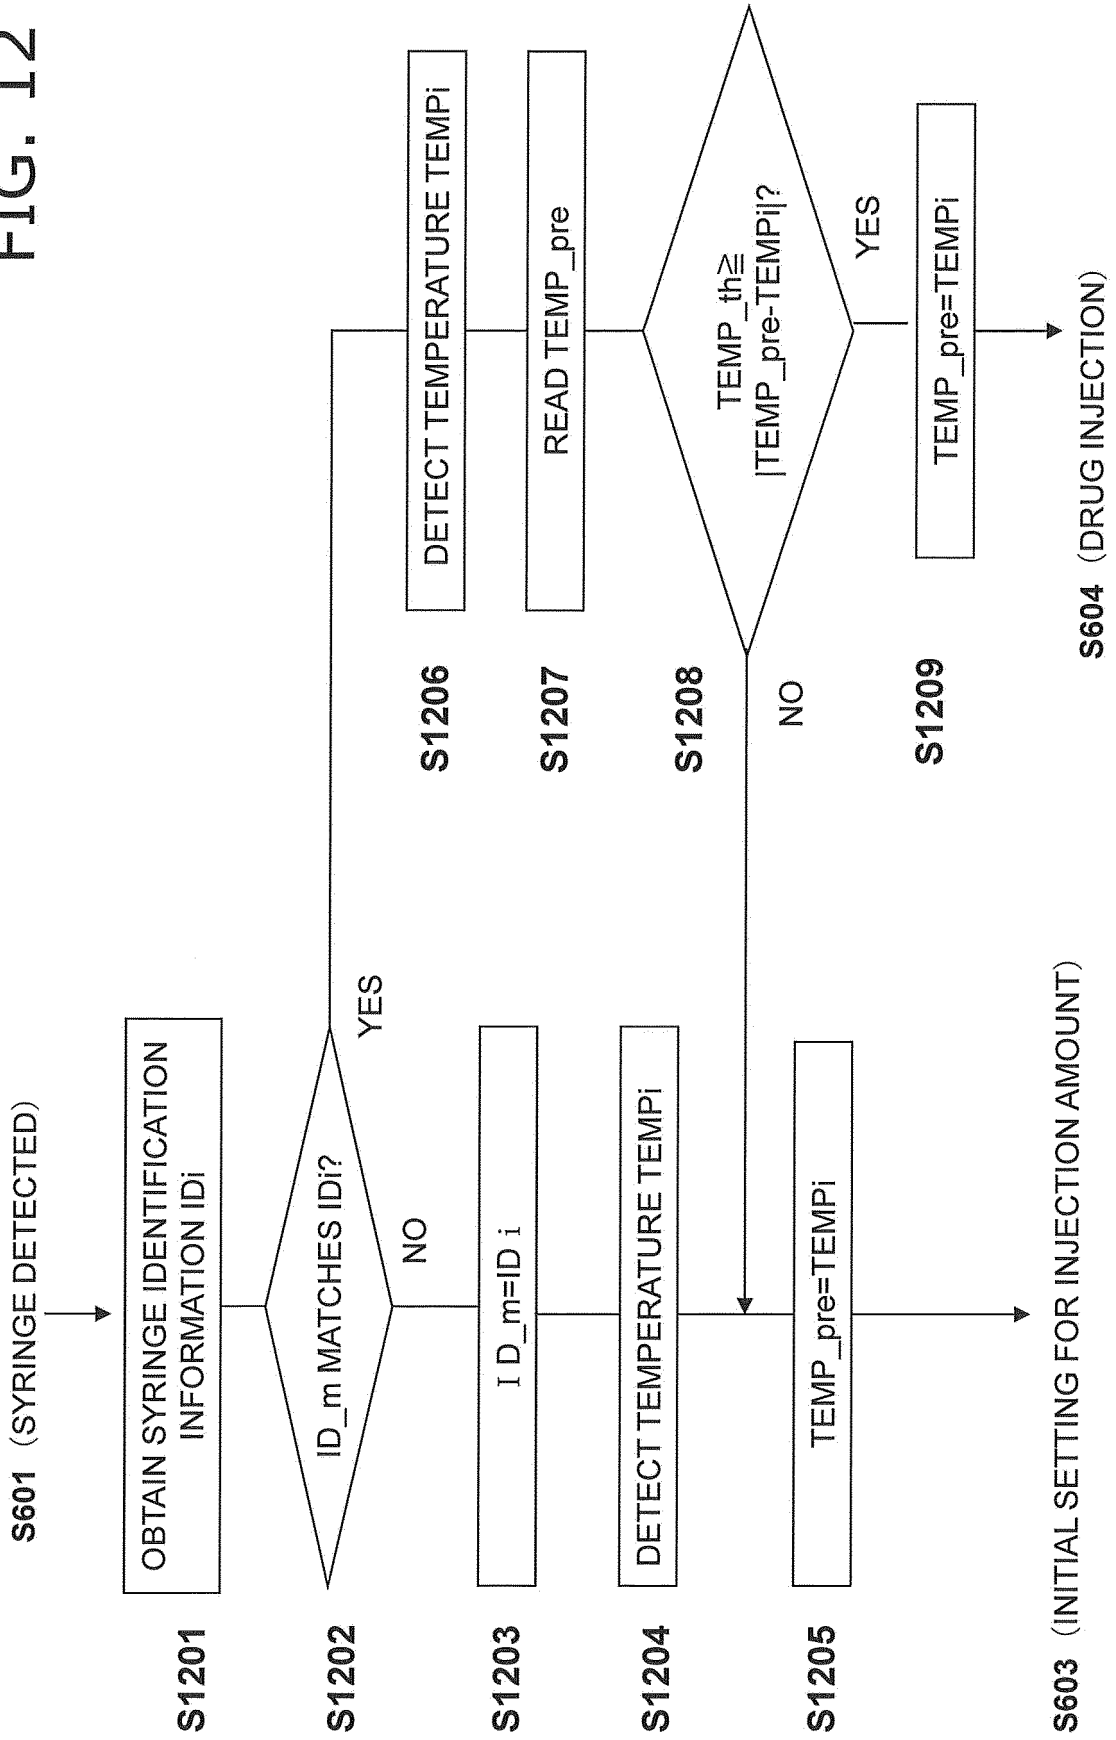 FIG. 12
S601 (SYRINGE DETECTED)
S1201
OBTAIN SYRINGE IDENTIFICATION
INFORMATION IDi
S1202
ID_m MATCHES IDi?
YES
NO
S1203
ID_m=IDi
S1204
DETECT TEMPERATURE TEMPi
S1205
TEMP_pre=TEMPi
S603 (INITIAL SETTING FOR INJECTION AMOUNT)
S1206
DETECT TEMPERATURE TEMPi
S1207
READ TEMP_pre
S1208
TEMP_th≧
|TEMP_pre-TEMPi|?
NO
YES
S1209
TEMP_pre=TEMPi
S604 (DRUG INJECTION)